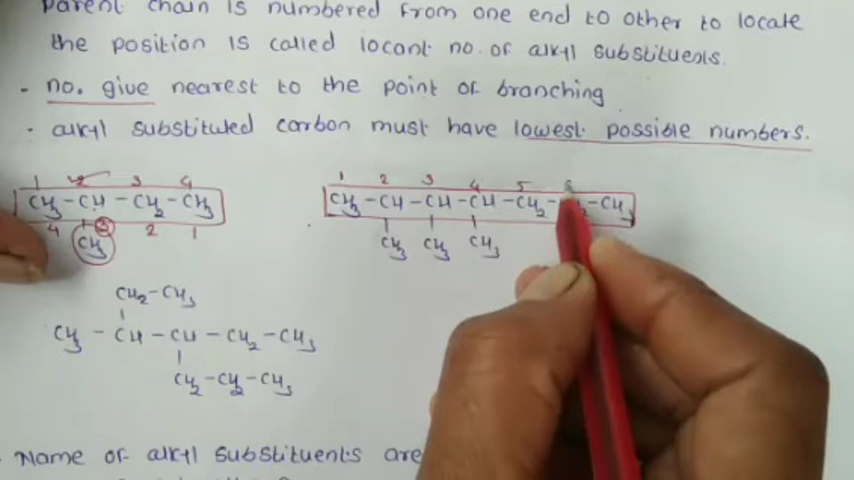 Parent chain is numbered from one end to other to locate
the position is called locant no. of alkyl substituents.
- no. give nearest to the point of branching
- alkyl substituted carbon must have lowest possible numbers.
1 2 3 4
CH3 - CH - CH2 - CH3
4 3 2 1
CH3
1 2 3 4 5 6
CH3 - CH - CH - CH - CH2 - 2 - CH3
CH3 CH3 CH3
CH2 - CH3
CH3 - CH - CH - CH2 - CH3
CH2 - CH2 - CH3
- Name of alkyl substituents are